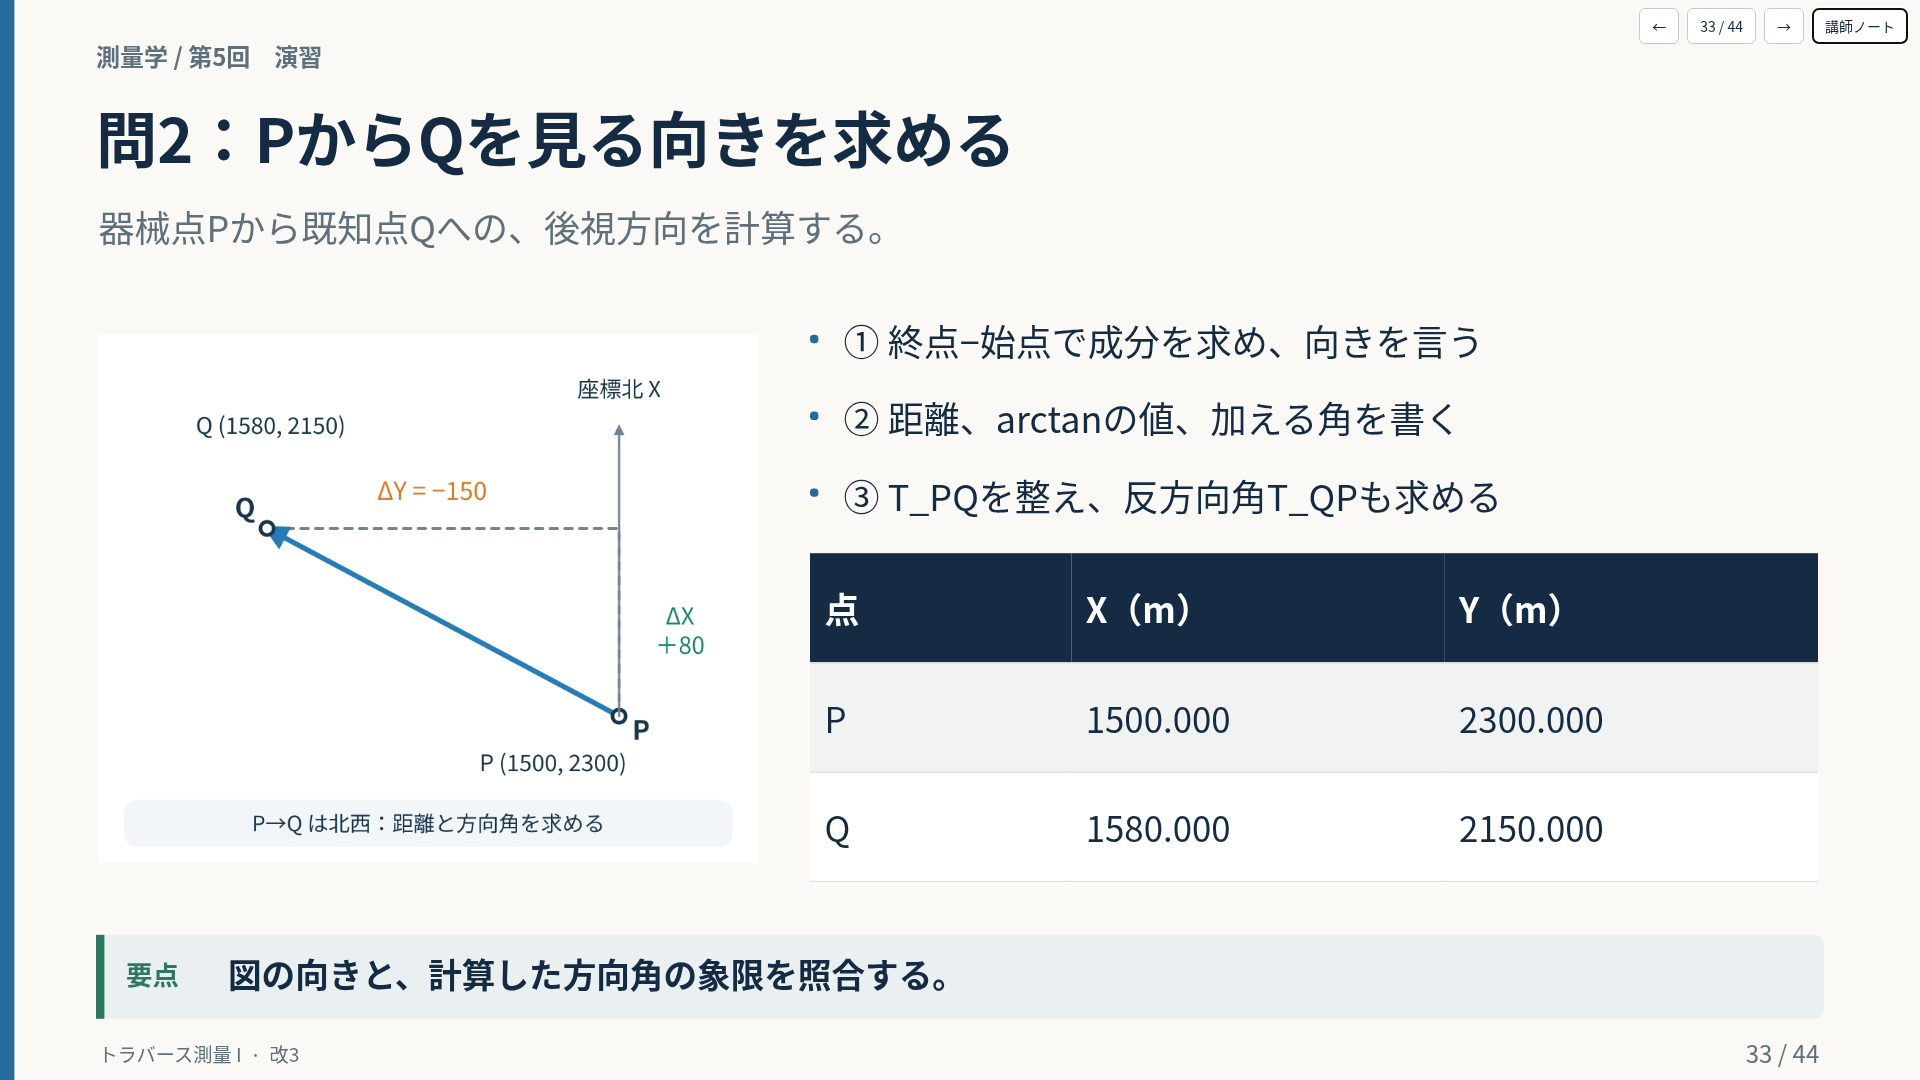 ← 33 / 44 → 講師ノート
測量学 / 第5回　演習
問2：PからQを見る向きを求める
器械点Pから既知点Qへの、後視方向を計算する。
座標北 X
Q (1580, 2150)
ΔY = −150
Q
ΔX
＋80
P
P (1500, 2300)
P→Q は北西：距離と方向角を求める
• ① 終点−始点で成分を求め、向きを言う
• ② 距離、arctanの値、加える角を書く
• ③ T_PQを整え、反方向角T_QPも求める
点 X（m） Y（m）
P 1500.000 2300.000
Q 1580.000 2150.000
要点 図の向きと、計算した方向角の象限を照合する。
トラバース測量 I · 改3
33 / 44